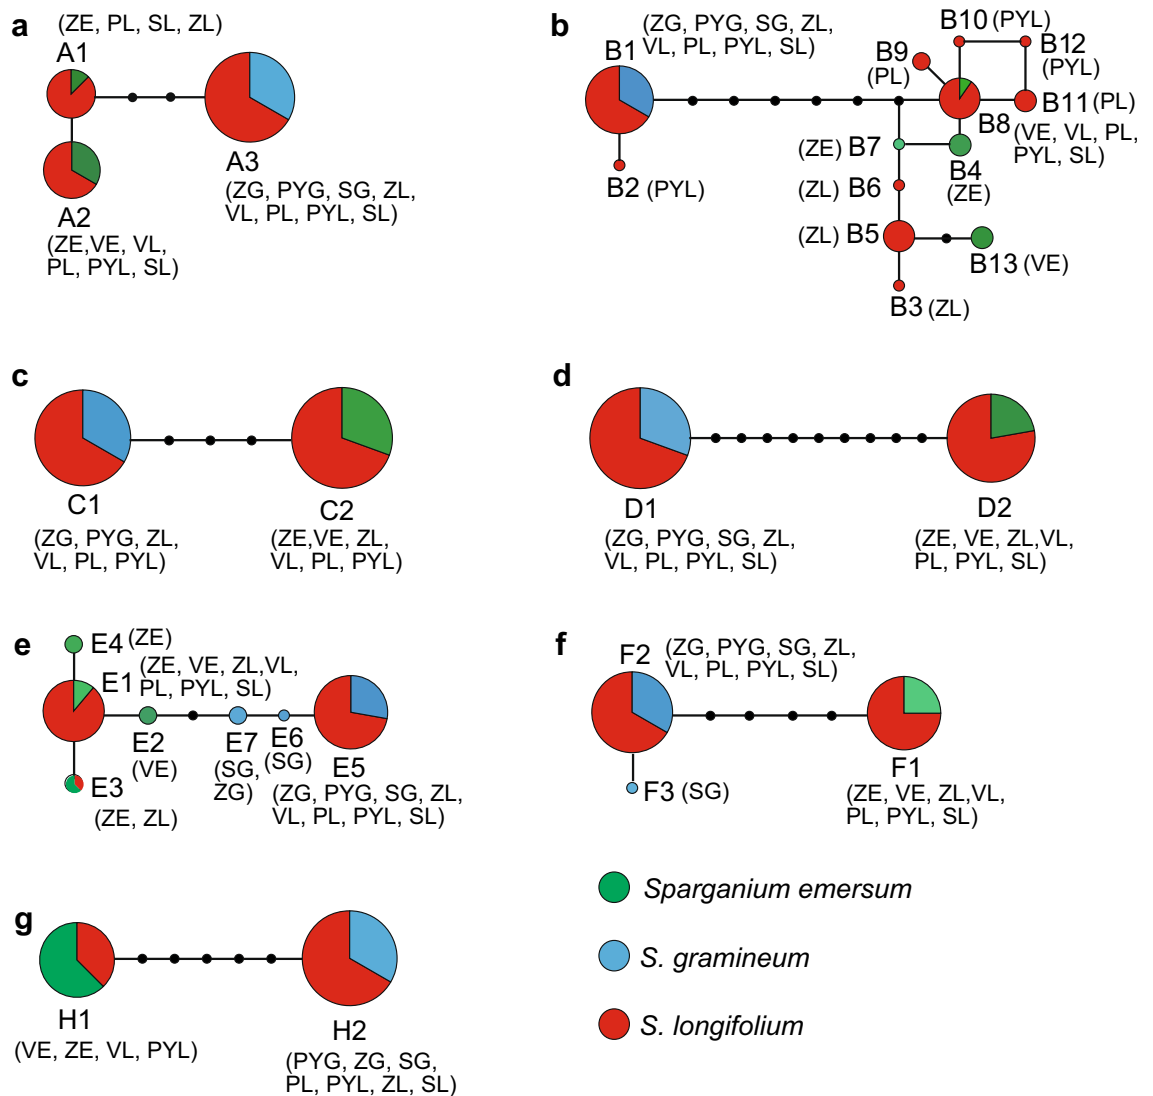 a
(ZE, PL, SL, ZL)
A1
A2
(ZE,VE, VL,
PL, PYL, SL)
A3
(ZG, PYG, SG, ZL,
VL, PL, PYL, SL)
b
(ZG, PYG, SG, ZL,
VL, PL, PYL, SL)
B1
B2 (PYL)
B10 (PYL)
B9
(PL)
B12
(PYL)
B11 (PL)
B8
(VE, VL, PL,
PYL, SL)
(ZE) B7
B4
(ZE)
(ZL) B6
(ZL) B5
B13 (VE)
B3 (ZL)
c
C1
(ZG, PYG, ZL,
VL, PL, PYL)
C2
(ZE,VE, ZL,
VL, PL, PYL)
d
D1
(ZG, PYG, SG, ZL,
VL, PL, PYL, SL)
D2
(ZE, VE, ZL,VL,
PL, PYL, SL)
e
E4 (ZE)
E1
(ZE, VE, ZL,VL,
PL, PYL, SL)
E2
(VE)
E7
(SG,
ZG)
E6
(SG)
E5
(ZG, PYG, SG, ZL,
VL, PL, PYL, SL)
E3
(ZE, ZL)
f
F2
(ZG, PYG, SG, ZL,
VL, PL, PYL, SL)
F3 (SG)
F1
(ZE, VE, ZL,VL,
PL, PYL, SL)
g
H1
(VE, ZE, VL, PYL)
H2
(PYG, ZG, SG,
PL, PYL, ZL, SL)
Sparganium emersum
S. gramineum
S. longifolium